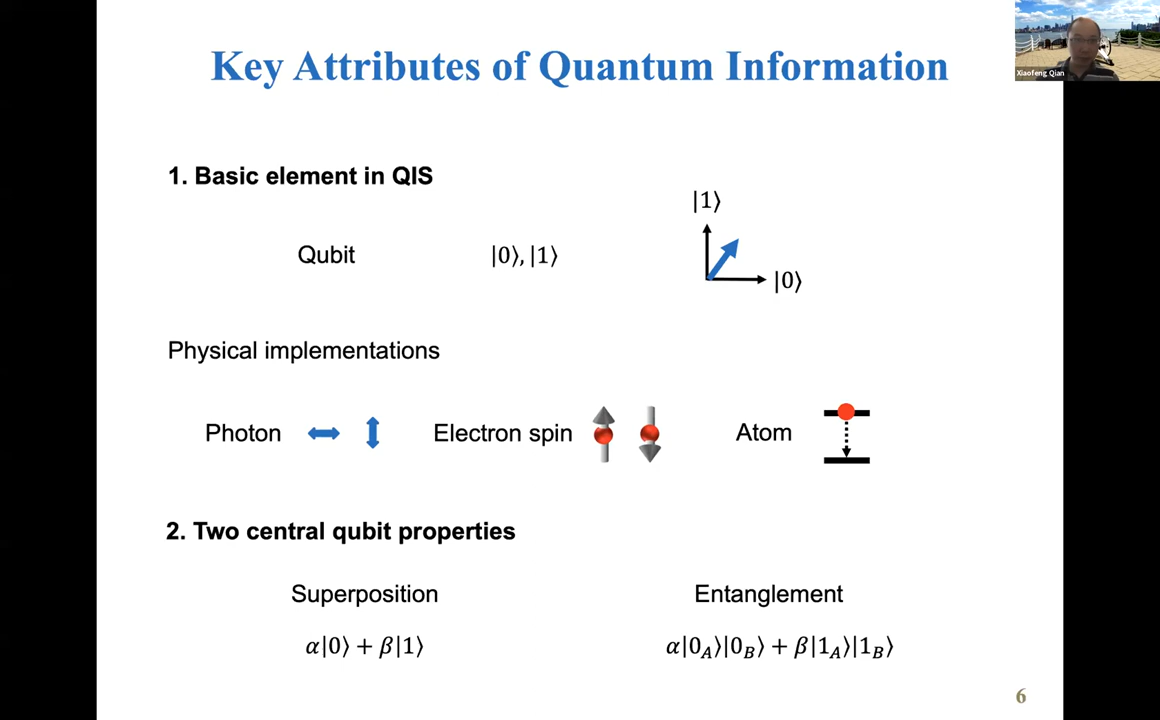 Key Attributes of Quantum Information
Xiaofeng Qian
1. Basic element in QIS
|1⟩
Qubit |0⟩, |1⟩
|0⟩
Physical implementations
Photon Electron spin Atom
2. Two central qubit properties
Superposition Entanglement
α|0⟩ + β|1⟩ α|0_A⟩|0_B⟩ + β|1_A⟩|1_B⟩
6